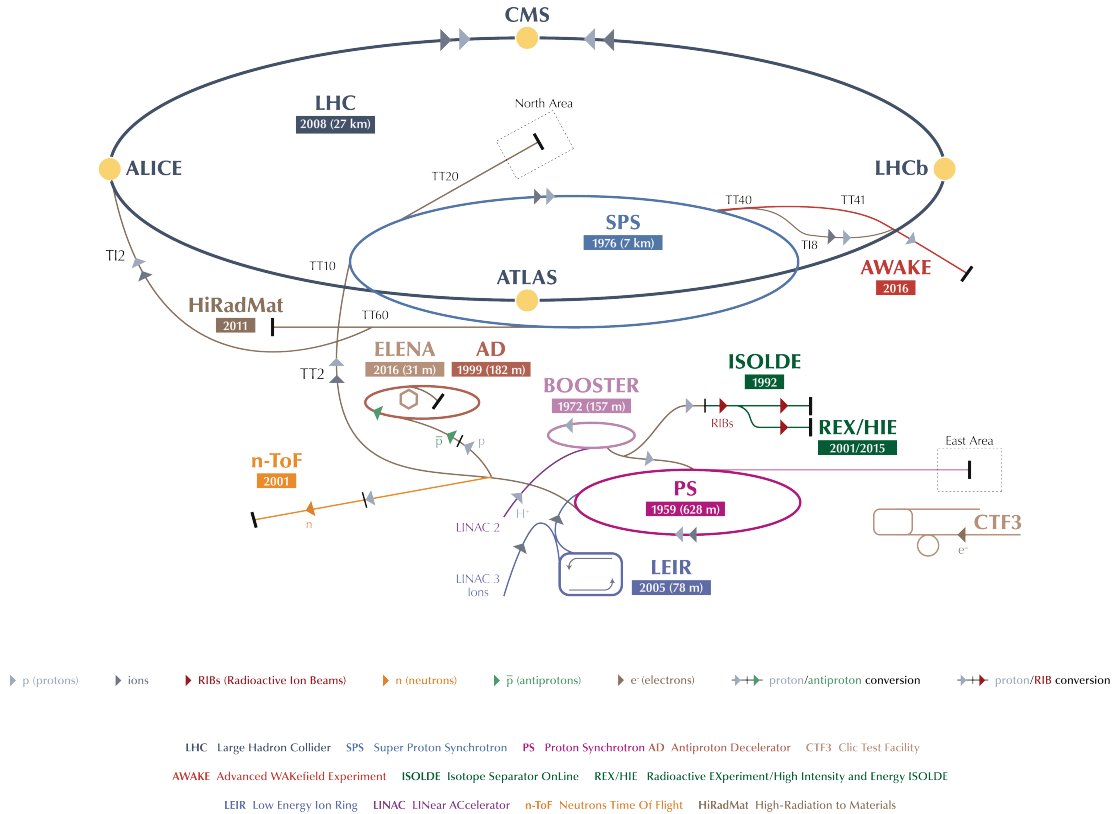 CMS
LHC
2008 (27 km)
North Area
ALICE
LHCb
TT20
TT40
TT41
SPS
1976 (7 km)
TI8
TI2
TT10
ATLAS
AWAKE
2016
HiRadMat
2011
TT60
ELENA
2016 (31 m)
AD
1999 (182 m)
TT2
ISOLDE
1992
BOOSTER
1972 (157 m)
RIBs
REX/HIE
2001/2015
p̅
p
East Area
n-ToF
2001
n
PS
1959 (628 m)
H⁺
LINAC 2
CTF3
e⁻
LEIR
2005 (78 m)
LINAC 3
Ions
p (protons) ions RIBs (Radioactive Ion Beams) n (neutrons) p̅ (antiprotons) e⁻ (electrons) proton/antiproton conversion proton/RIB conversion
LHC Large Hadron Collider SPS Super Proton Synchrotron PS Proton Synchrotron AD Antiproton Decelerator CTF3 Clic Test Facility
AWAKE Advanced WAKefield Experiment ISOLDE Isotope Separator OnLine REX/HIE Radioactive EXperiment/High Intensity and Energy ISOLDE
LEIR Low Energy Ion Ring LINAC LINear ACcelerator n-ToF Neutrons Time Of Flight HiRadMat High-Radiation to Materials